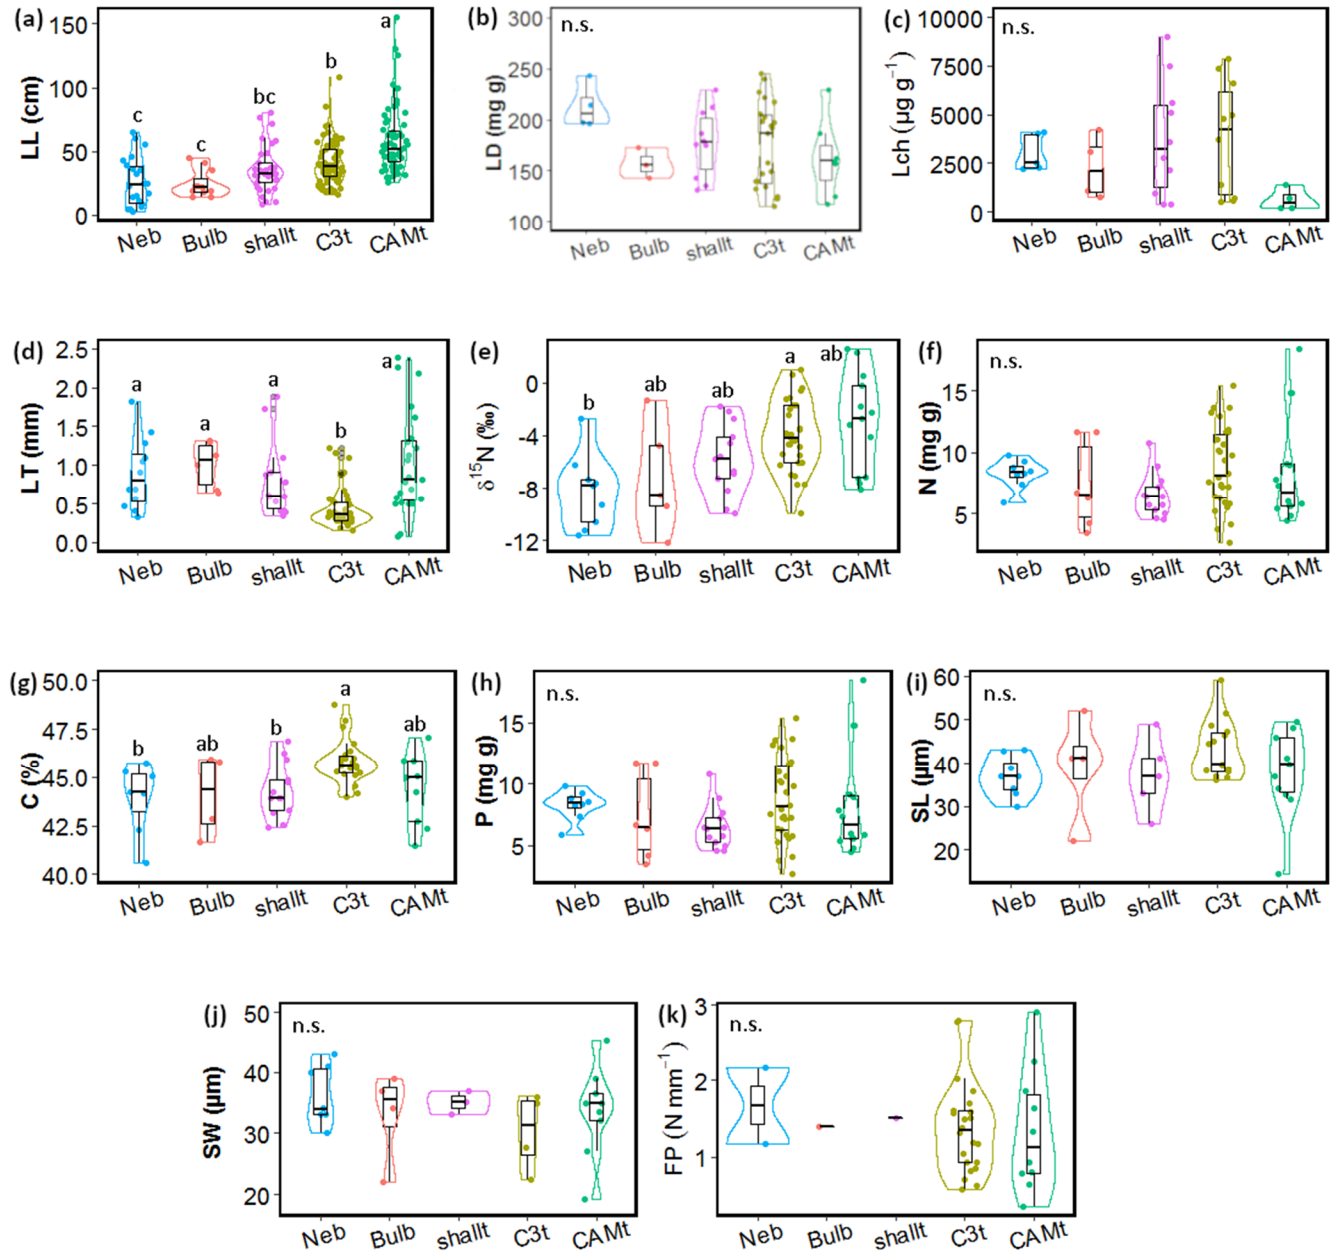 (a)
LL (cm)
150
100
50
0
c
c
bc
b
a
Neb
Bulb
shallt
C3t
CAMt
(b)
n.s.
LD (mg g)
300
250
200
150
100
Neb
Bulb
shallt
C3t
CAMt
(c)
n.s.
Lch (µg g⁻¹)
10000
7500
5000
2500
0
Neb
Bulb
shallt
C3t
CAMt
(d)
LT (mm)
2.5
2.0
1.5
1.0
0.5
0.0
a
a
a
b
a
Neb
Bulb
shallt
C3t
CAMt
(e)
δ¹⁵N (‰)
0
-4
-8
-12
b
ab
ab
a
ab
Neb
Bulb
shallt
C3t
CAMt
(f)
n.s.
N (mg g)
15
10
5
Neb
Bulb
shallt
C3t
CAMt
(g)
C (%)
50.0
47.5
45.0
42.5
40.0
b
ab
b
a
ab
Neb
Bulb
shallt
C3t
CAMt
(h)
n.s.
P (mg g)
15
10
5
Neb
Bulb
shallt
C3t
CAMt
(i)
n.s.
SL (µm)
60
50
40
30
20
Neb
Bulb
shallt
C3t
CAMt
(j)
n.s.
SW (µm)
50
40
30
20
Neb
Bulb
shallt
C3t
CAMt
(k)
n.s.
FP (N mm⁻¹)
3
2
1
Neb
Bulb
shallt
C3t
CAMt